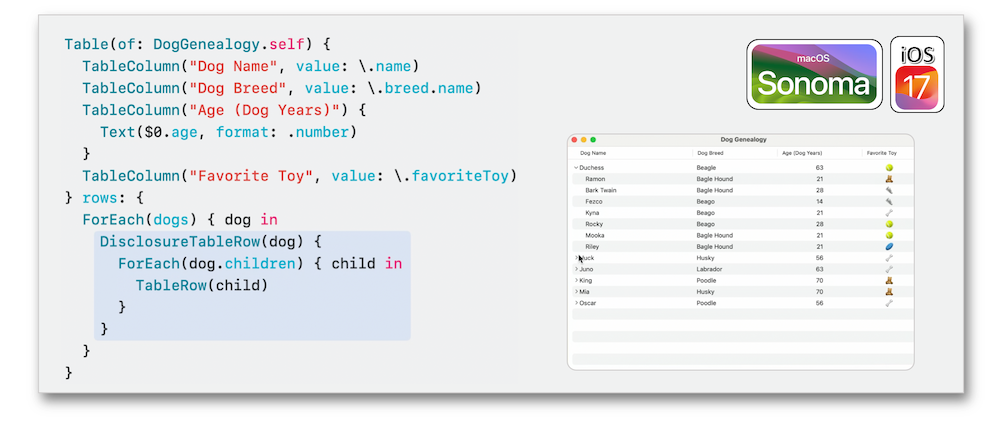 Table(of: DogGenealogy.self) {
TableColumn("Dog Name", value: \.name)
TableColumn("Dog Breed", value: \.breed.name)
TableColumn("Age (Dog Years)") {
Text($0.age, format: .number)
}
TableColumn("Favorite Toy", value: \.favoriteToy)
} rows: {
ForEach(dogs) { dog in
DisclosureTableRow(dog) {
ForEach(dog.children) { child in
TableRow(child)
}
}
}
}
macOS
Sonoma
iOS
17
Dog Genealogy
Dog Name Dog Breed Age (Dog Years) Favorite Toy
Duchess Beagle 63
Ramon Bagle Hound 21
Bark Twain Bagle Hound 28
Fezco Beago 14
Kyna Beago 21
Rocky Beago 28
Mooka Bagle Hound 21
Riley Bagle Hound 21
Husky 56
Juno Labrador 63
King Poodle 70
Mia Husky 70
Oscar Poodle 56